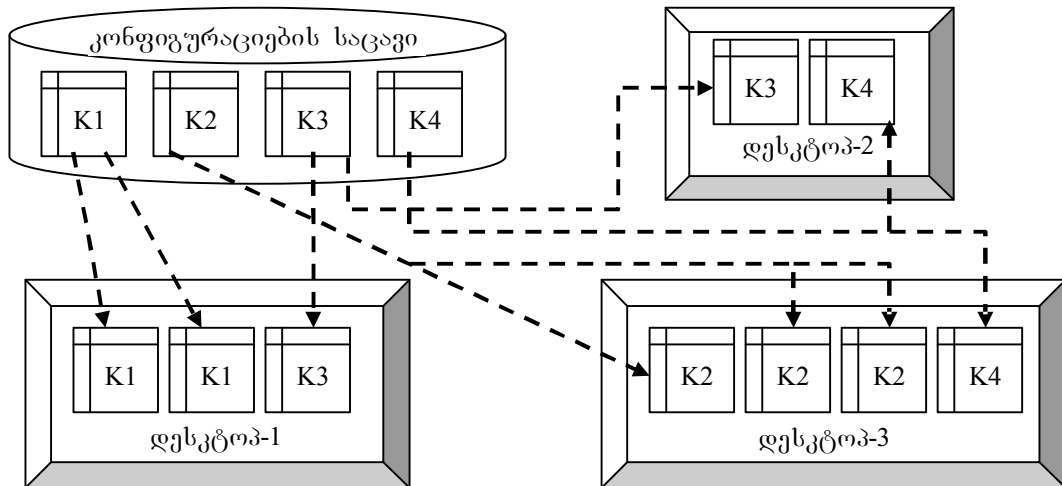 კონფიგურაციების საცავი
K1 K2 K3 K4
K3 K4
დესკტოპ-2
K1 K1 K3
დესკტოპ-1
K2 K2 K2 K4
დესკტოპ-3